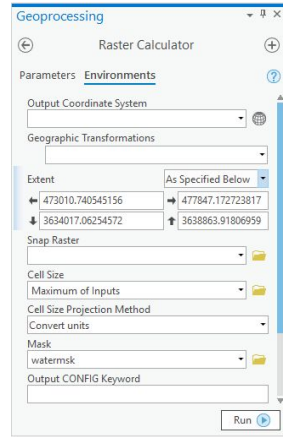 Geoprocessing
Raster Calculator
Parameters Environments
Output Coordinate System
Geographic Transformations
Extent As Specified Below
473010.740545156 477847.172723817
3634017.06254572 3638863.91806959
Snap Raster
Cell Size
Maximum of Inputs
Cell Size Projection Method
Convert units
Mask
watermsk
Output CONFIG Keyword
Run